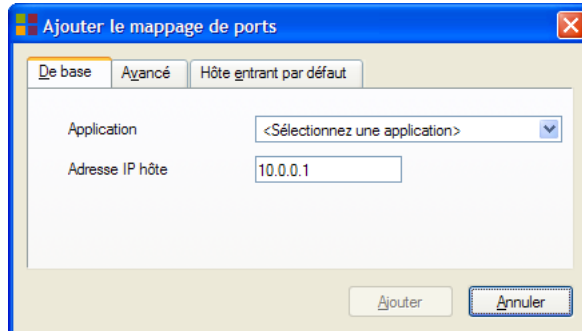 Ajouter le mappage de ports
De base Avancé Hôte entrant par défaut
Application <Sélectionnez une application>
Adresse IP hôte 10.0.0.1
Ajouter Annuler